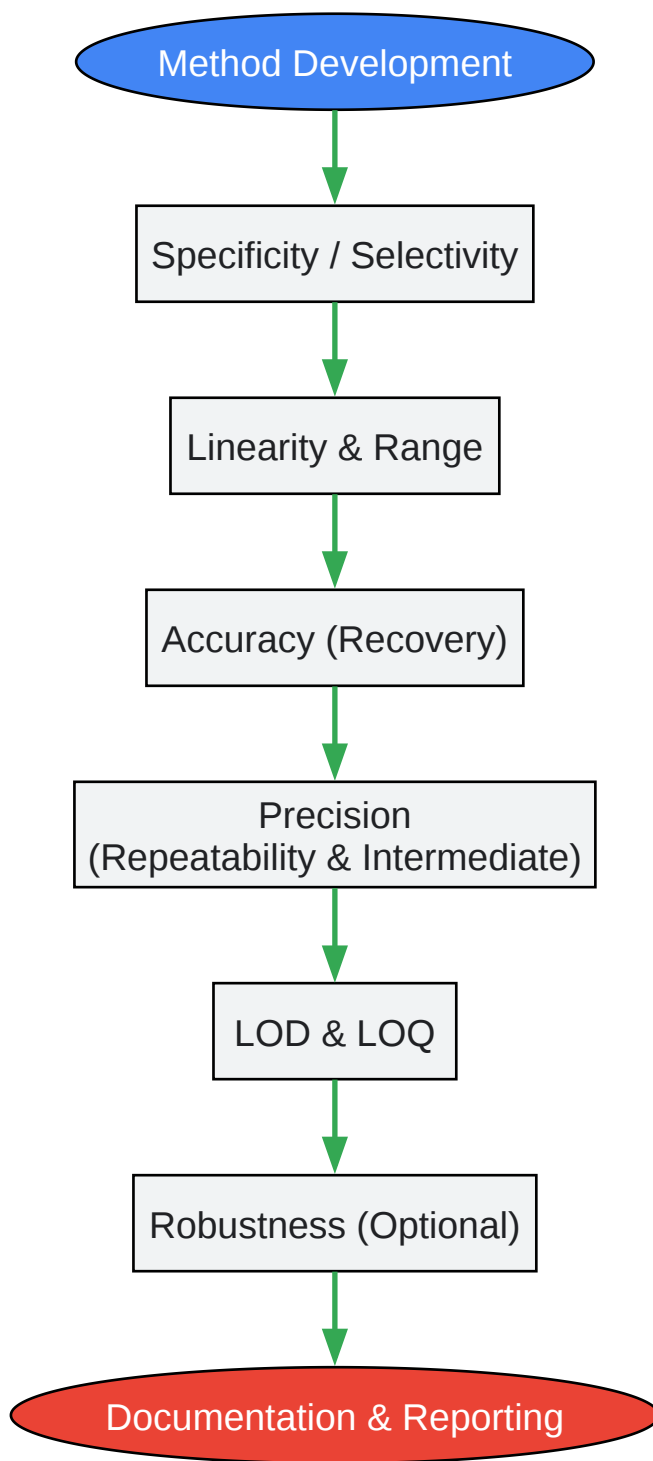 Method Development
Specificity / Selectivity
Linearity & Range
Accuracy (Recovery)
Precision
(Repeatability & Intermediate)
LOD & LOQ
Robustness (Optional)
Documentation & Reporting